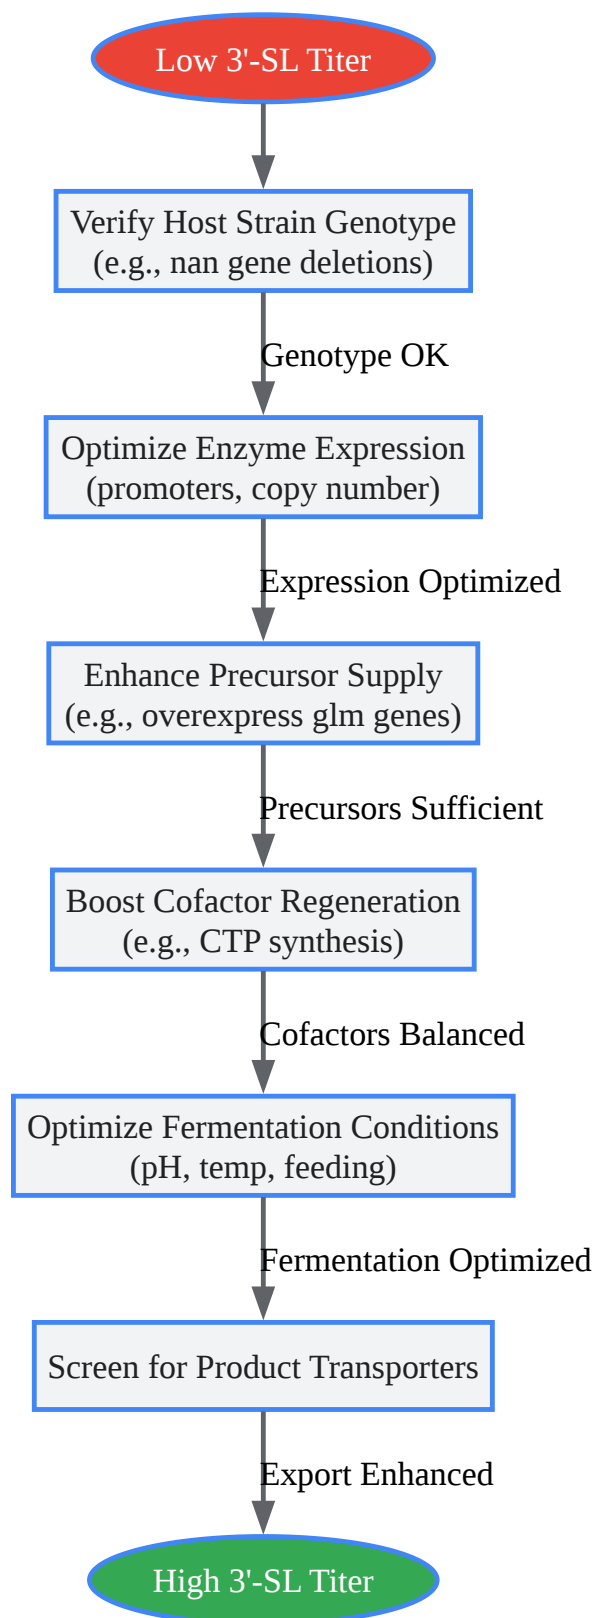 Low 3'-SL Titer
Verify Host Strain Genotype
(e.g., nan gene deletions)
Genotype OK
Optimize Enzyme Expression
(promoters, copy number)
Expression Optimized
Enhance Precursor Supply
(e.g., overexpress glm genes)
Precursors Sufficient
Boost Cofactor Regeneration
(e.g., CTP synthesis)
Cofactors Balanced
Optimize Fermentation Conditions
(pH, temp, feeding)
Fermentation Optimized
Screen for Product Transporters
Export Enhanced
High 3'-SL Titer